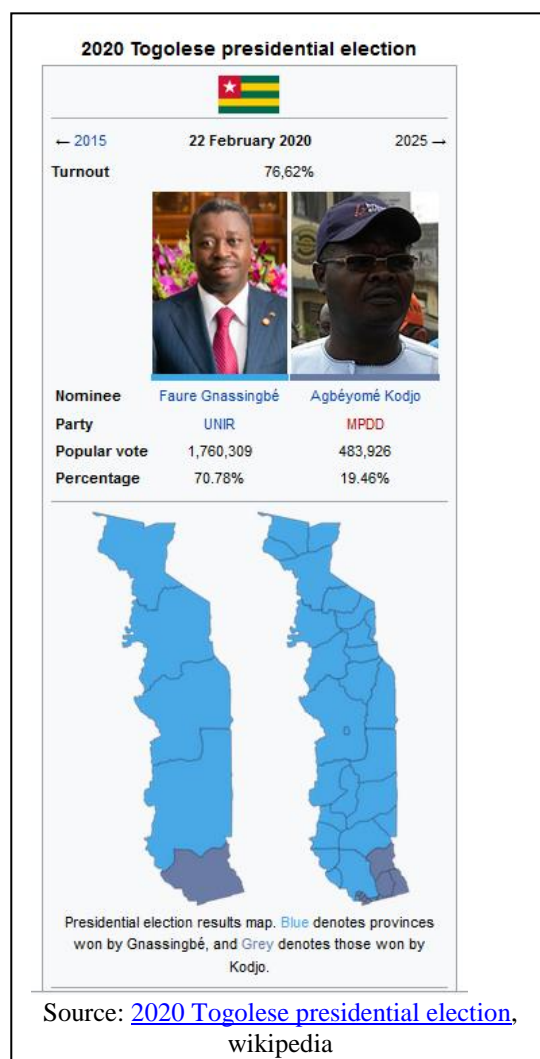 2020 Togolese presidential election
← 2015 22 February 2020 2025 →
Turnout 76,62%
Nominee Faure Gnassingbé Agbéyomé Kodjo
Party UNIR MPDD
Popular vote 1,760,309 483,926
Percentage 70.78% 19.46%
Presidential election results map. Blue denotes provinces
won by Gnassingbé, and Grey denotes those won by
Kodjo.
Source: 2020 Togolese presidential election,
wikipedia